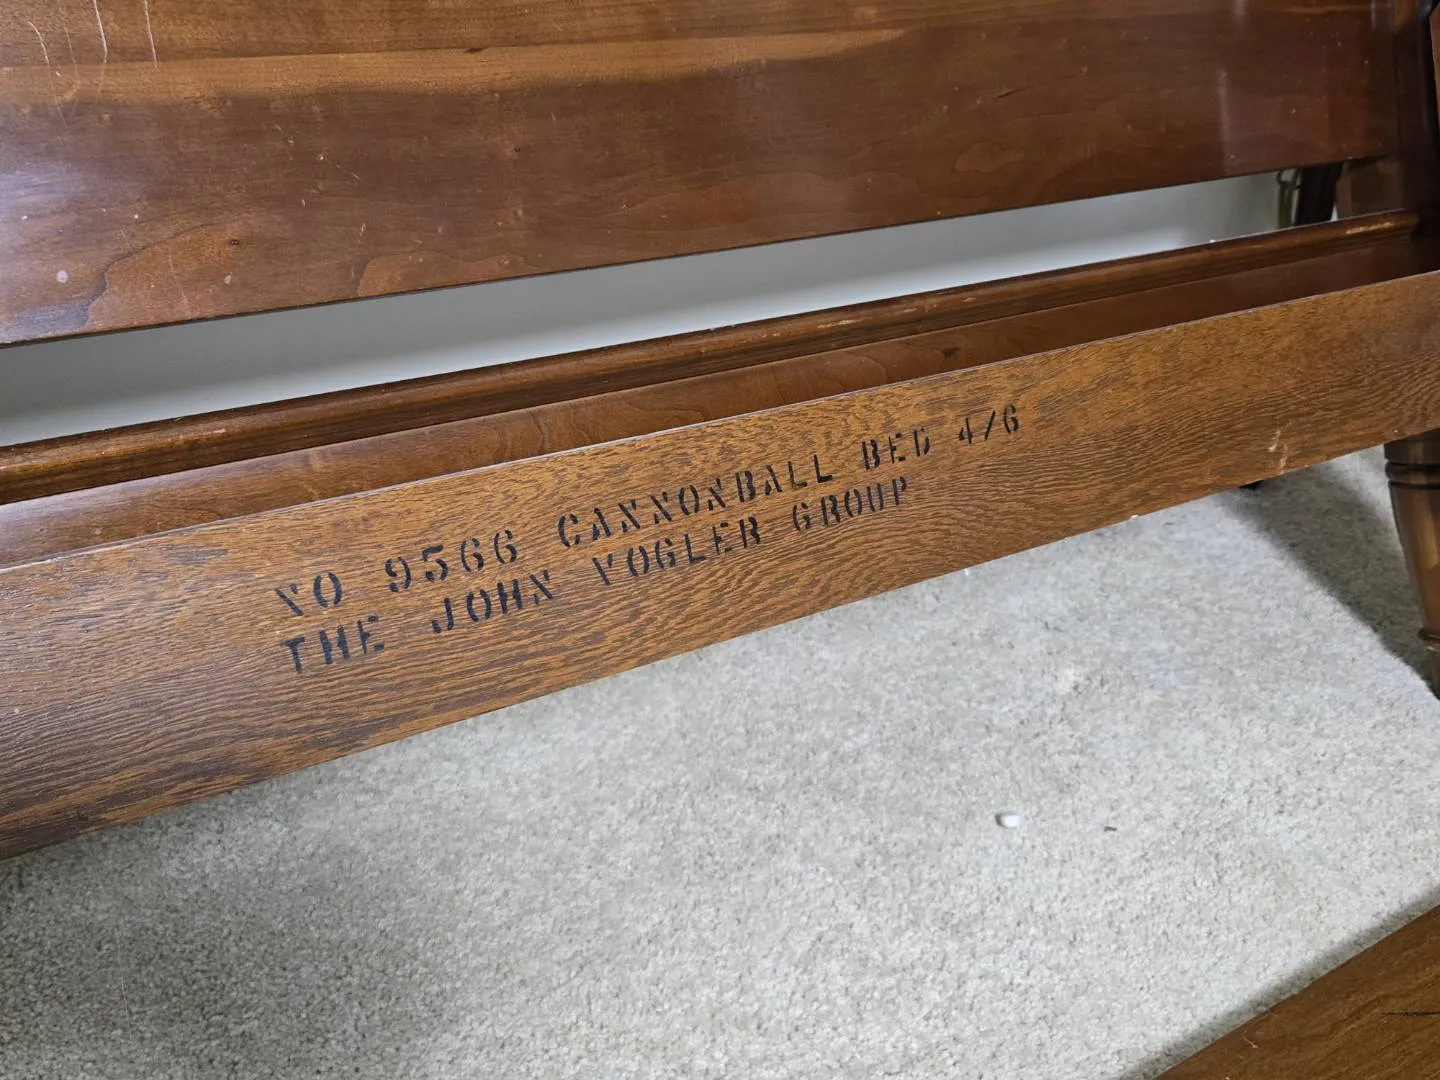 NO 9566 CANNONBALL BED 4/6
THE JOHN VOGLER GROUP